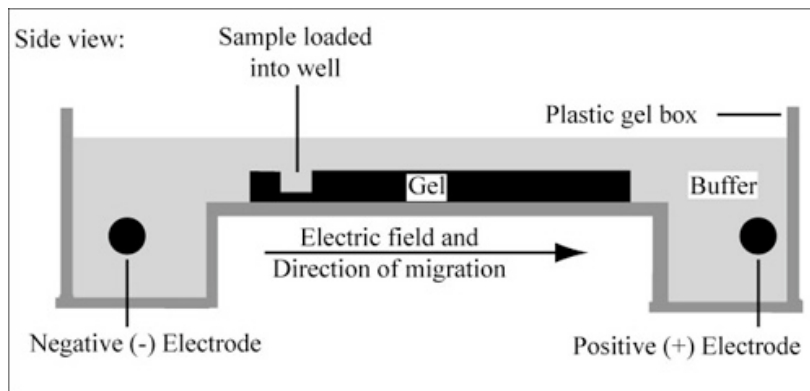 Side view:
Sample loaded
into well
Plastic gel box
Gel
Buffer
Electric field and
Direction of migration
Negative (-) Electrode
Positive (+) Electrode